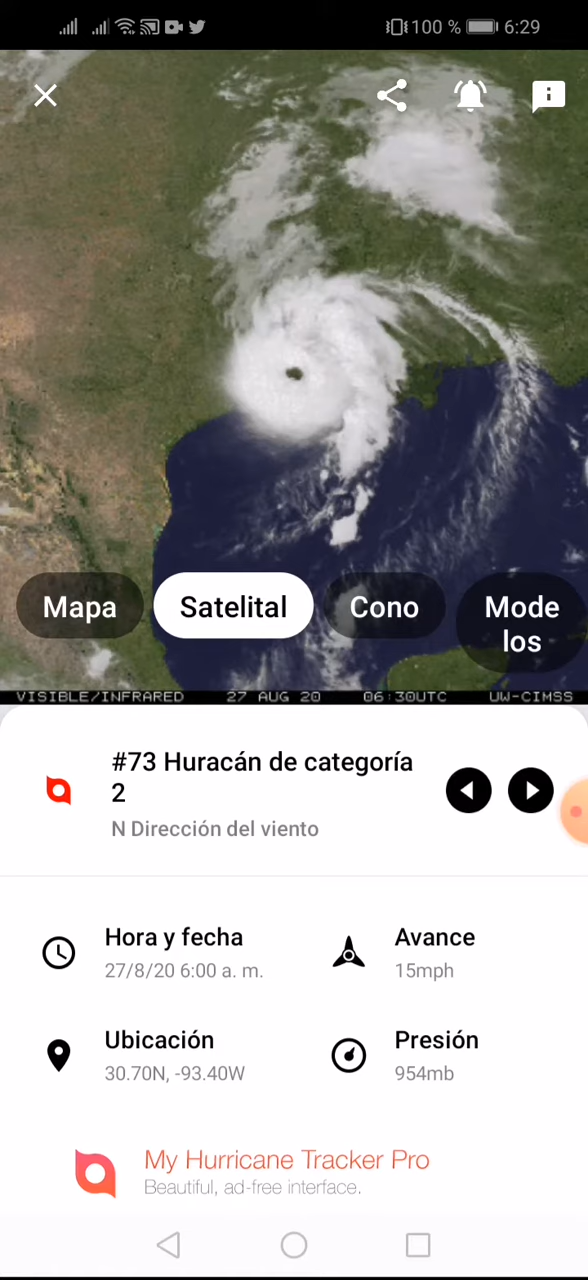 100 % 6:29
Mapa
Satelital
Cono
Mode
los
VISIBLE/INFRARED 27 AUG 20 06:30UTC UW-CIMSS
#73 Huracán de categoría
2
N Dirección del viento
Hora y fecha
27/8/20 6:00 a. m.
Avance
15mph
Ubicación
30.70N, -93.40W
Presión
954mb
My Hurricane Tracker Pro
Beautiful, ad-free interface.